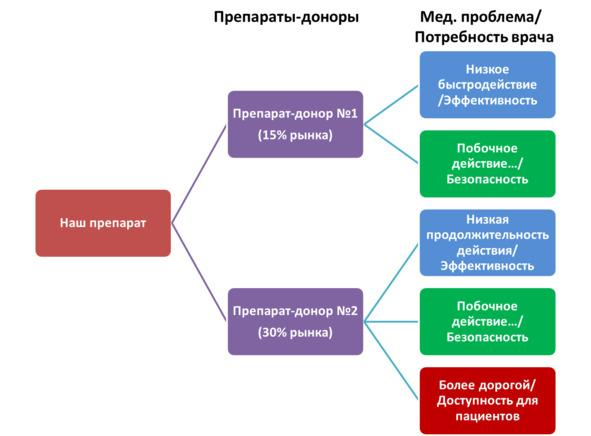 Препараты-доноры
Мед. проблема/
Потребность врача
Наш препарат
Препарат-донор №1
(15% рынка)
Низкое
быстродействие
/Эффективность
Побочное
действие…/
Безопасность
Препарат-донор №2
(30% рынка)
Низкая
продолжительность
действия/
Эффективность
Побочное
действие…/
Безопасность
Более дорогой/
Доступность для
пациентов